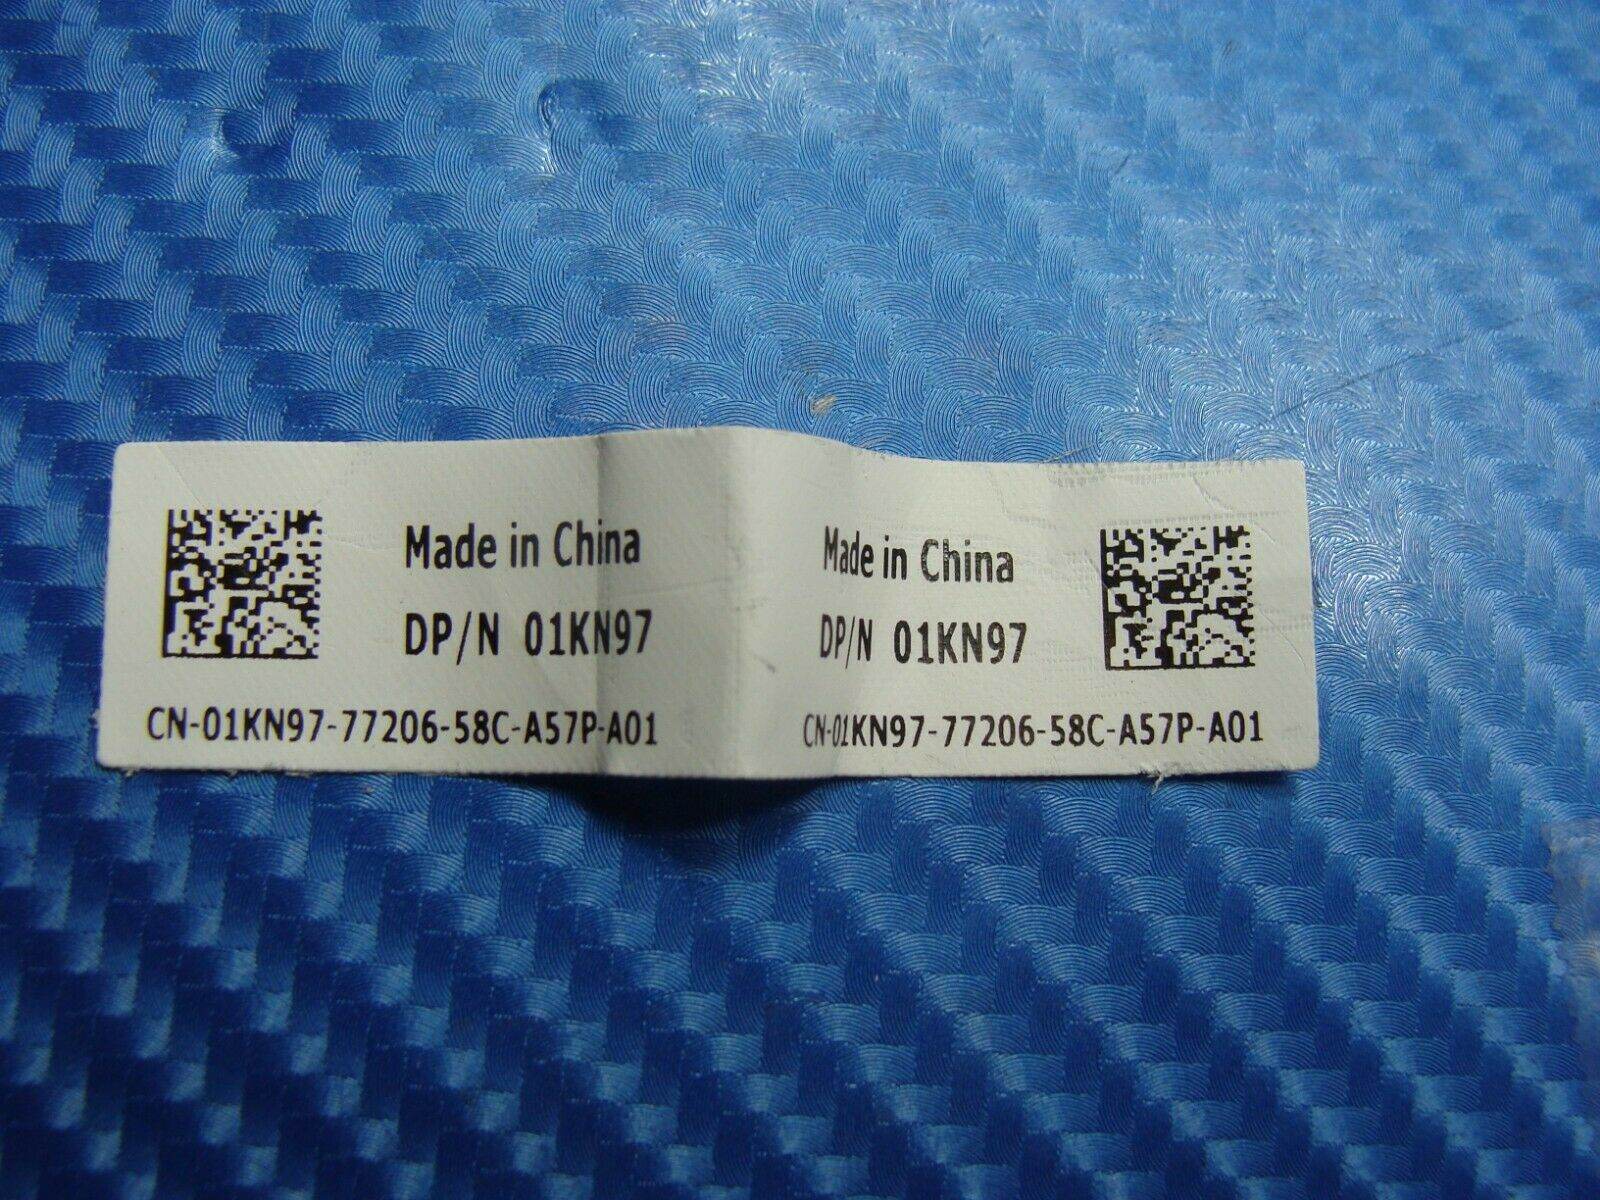 Made in China
DP/N 01KN97
CN-01KN97-77206-58C-A57P-A01
Made in China
DP/N 01KN97
CN-01KN97-77206-58C-A57P-A01